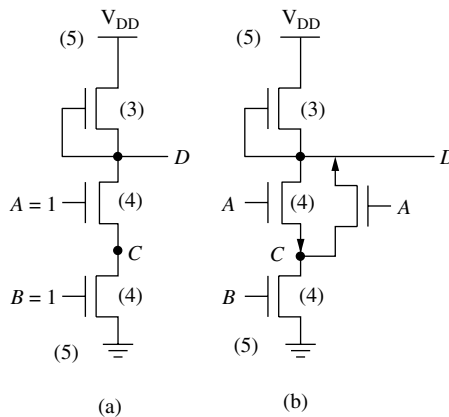 V_DD V_DD
(5) (5)
(3) (3)
D D
A = 1 (4) A (4) A
C C
B = 1 (4) B (4)
(5) (5)
(a) (b)